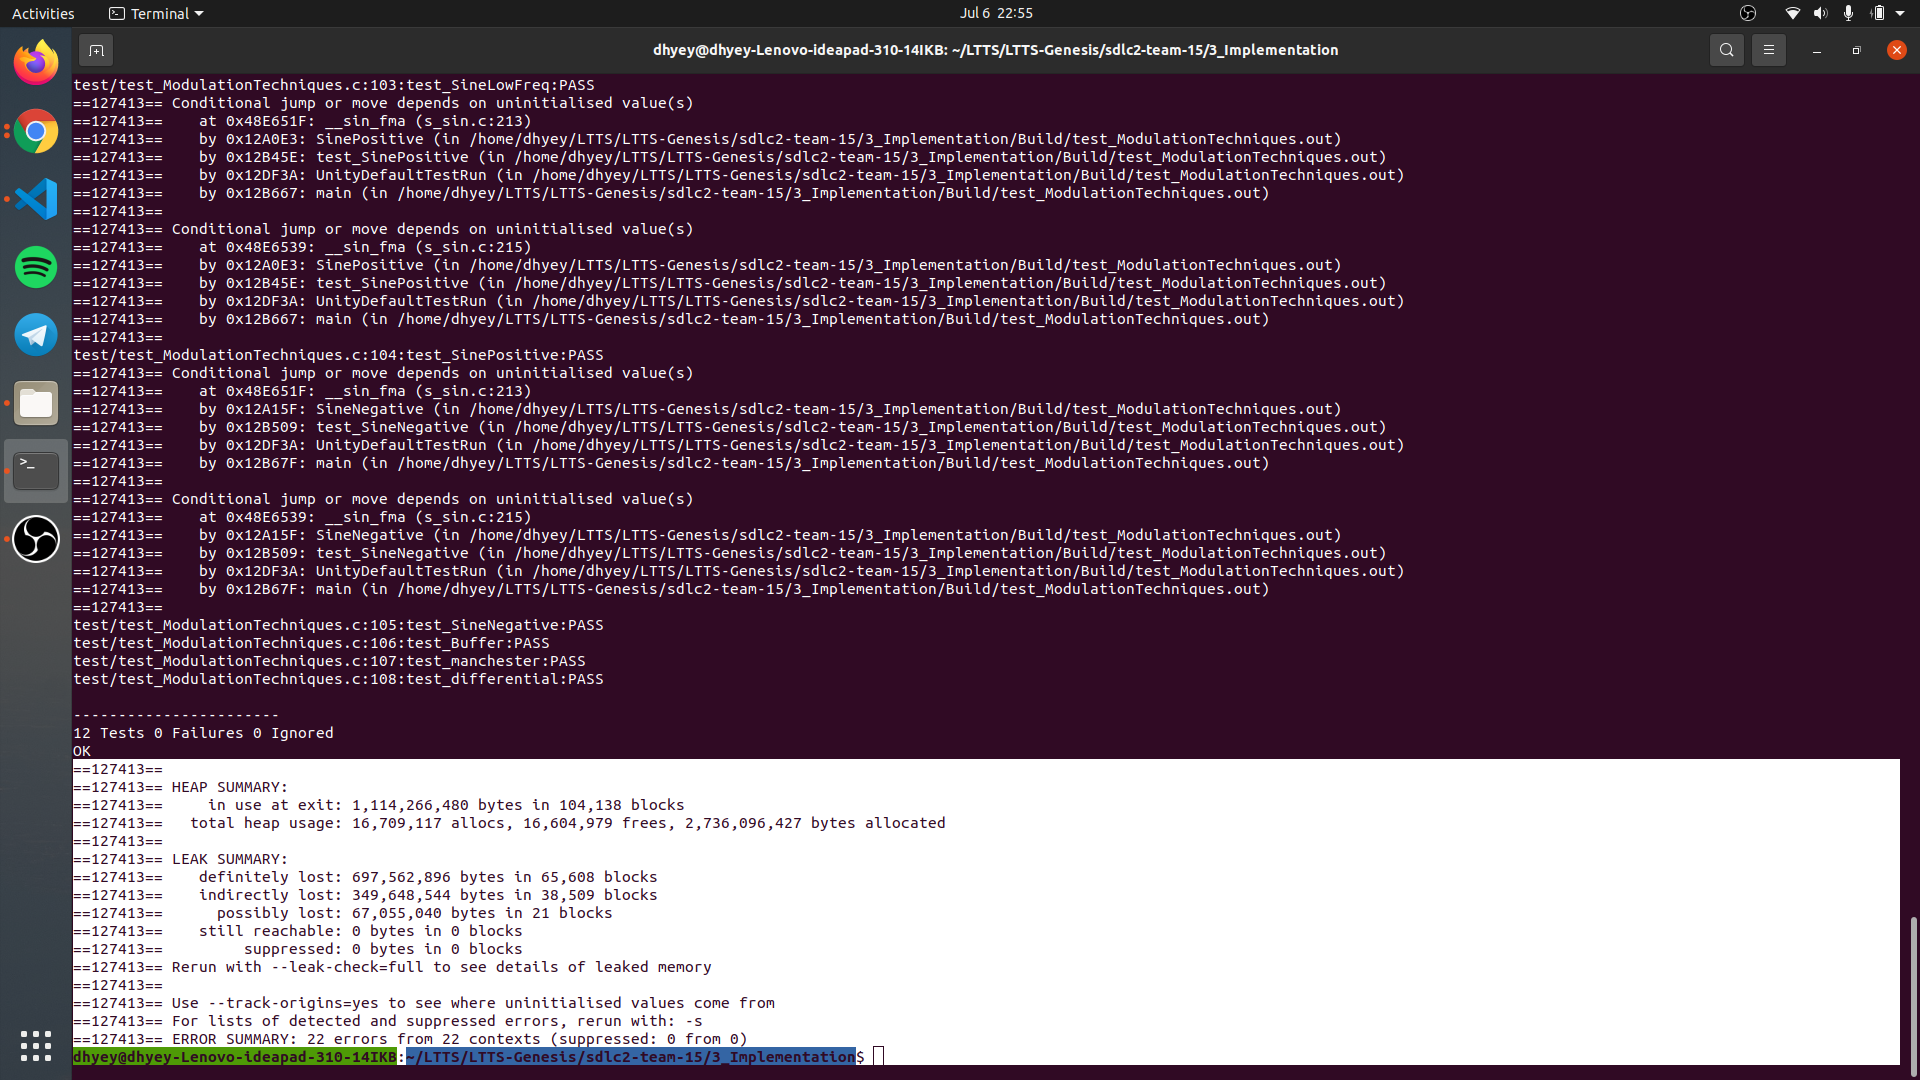 Activities
Terminal
Jul 6  22:55
dhyey@dhyey-Lenovo-ideapad-310-14IKB: ~/LTTS/LTTS-Genesis/sdlc2-team-15/3_Implementation
test/test_ModulationTechniques.c:103:test_SineLowFreq:PASS
==127413== Conditional jump or move depends on uninitialised value(s)
==127413==    at 0x48E651F: __sin_fma (s_sin.c:213)
==127413==    by 0x12A0E3: SinePositive (in /home/dhyey/LTTS/LTTS-Genesis/sdlc2-team-15/3_Implementation/Build/test_ModulationTechniques.out)
==127413==    by 0x12B45E: test_SinePositive (in /home/dhyey/LTTS/LTTS-Genesis/sdlc2-team-15/3_Implementation/Build/test_ModulationTechniques.out)
==127413==    by 0x12DF3A: UnityDefaultTestRun (in /home/dhyey/LTTS/LTTS-Genesis/sdlc2-team-15/3_Implementation/Build/test_ModulationTechniques.out)
==127413==    by 0x12B667: main (in /home/dhyey/LTTS/LTTS-Genesis/sdlc2-team-15/3_Implementation/Build/test_ModulationTechniques.out)
==127413==
==127413== Conditional jump or move depends on uninitialised value(s)
==127413==    at 0x48E6539: __sin_fma (s_sin.c:215)
==127413==    by 0x12A0E3: SinePositive (in /home/dhyey/LTTS/LTTS-Genesis/sdlc2-team-15/3_Implementation/Build/test_ModulationTechniques.out)
==127413==    by 0x12B45E: test_SinePositive (in /home/dhyey/LTTS/LTTS-Genesis/sdlc2-team-15/3_Implementation/Build/test_ModulationTechniques.out)
==127413==    by 0x12DF3A: UnityDefaultTestRun (in /home/dhyey/LTTS/LTTS-Genesis/sdlc2-team-15/3_Implementation/Build/test_ModulationTechniques.out)
==127413==    by 0x12B667: main (in /home/dhyey/LTTS/LTTS-Genesis/sdlc2-team-15/3_Implementation/Build/test_ModulationTechniques.out)
==127413==
test/test_ModulationTechniques.c:104:test_SinePositive:PASS
==127413== Conditional jump or move depends on uninitialised value(s)
==127413==    at 0x48E651F: __sin_fma (s_sin.c:213)
==127413==    by 0x12A15F: SineNegative (in /home/dhyey/LTTS/LTTS-Genesis/sdlc2-team-15/3_Implementation/Build/test_ModulationTechniques.out)
==127413==    by 0x12B509: test_SineNegative (in /home/dhyey/LTTS/LTTS-Genesis/sdlc2-team-15/3_Implementation/Build/test_ModulationTechniques.out)
==127413==    by 0x12DF3A: UnityDefaultTestRun (in /home/dhyey/LTTS/LTTS-Genesis/sdlc2-team-15/3_Implementation/Build/test_ModulationTechniques.out)
==127413==    by 0x12B67F: main (in /home/dhyey/LTTS/LTTS-Genesis/sdlc2-team-15/3_Implementation/Build/test_ModulationTechniques.out)
==127413==
==127413== Conditional jump or move depends on uninitialised value(s)
==127413==    at 0x48E6539: __sin_fma (s_sin.c:215)
==127413==    by 0x12A15F: SineNegative (in /home/dhyey/LTTS/LTTS-Genesis/sdlc2-team-15/3_Implementation/Build/test_ModulationTechniques.out)
==127413==    by 0x12B509: test_SineNegative (in /home/dhyey/LTTS/LTTS-Genesis/sdlc2-team-15/3_Implementation/Build/test_ModulationTechniques.out)
==127413==    by 0x12DF3A: UnityDefaultTestRun (in /home/dhyey/LTTS/LTTS-Genesis/sdlc2-team-15/3_Implementation/Build/test_ModulationTechniques.out)
==127413==    by 0x12B67F: main (in /home/dhyey/LTTS/LTTS-Genesis/sdlc2-team-15/3_Implementation/Build/test_ModulationTechniques.out)
==127413==
test/test_ModulationTechniques.c:105:test_SineNegative:PASS
test/test_ModulationTechniques.c:106:test_Buffer:PASS
test/test_ModulationTechniques.c:107:test_manchester:PASS
test/test_ModulationTechniques.c:108:test_differential:PASS
-----------------------
12 Tests 0 Failures 0 Ignored
OK
==127413==
==127413== HEAP SUMMARY:
==127413==     in use at exit: 1,114,266,480 bytes in 104,138 blocks
==127413==   total heap usage: 16,709,117 allocs, 16,604,979 frees, 2,736,096,427 bytes allocated
==127413==
==127413== LEAK SUMMARY:
==127413==    definitely lost: 697,562,896 bytes in 65,608 blocks
==127413==    indirectly lost: 349,648,544 bytes in 38,509 blocks
==127413==      possibly lost: 67,055,040 bytes in 21 blocks
==127413==    still reachable: 0 bytes in 0 blocks
==127413==         suppressed: 0 bytes in 0 blocks
==127413== Rerun with --leak-check=full to see details of leaked memory
==127413==
==127413== Use --track-origins=yes to see where uninitialised values come from
==127413== For lists of detected and suppressed errors, rerun with: -s
==127413== ERROR SUMMARY: 22 errors from 22 contexts (suppressed: 0 from 0)
dhyey@dhyey-Lenovo-ideapad-310-14IKB:~/LTTS/LTTS-Genesis/sdlc2-team-15/3_Implementation$